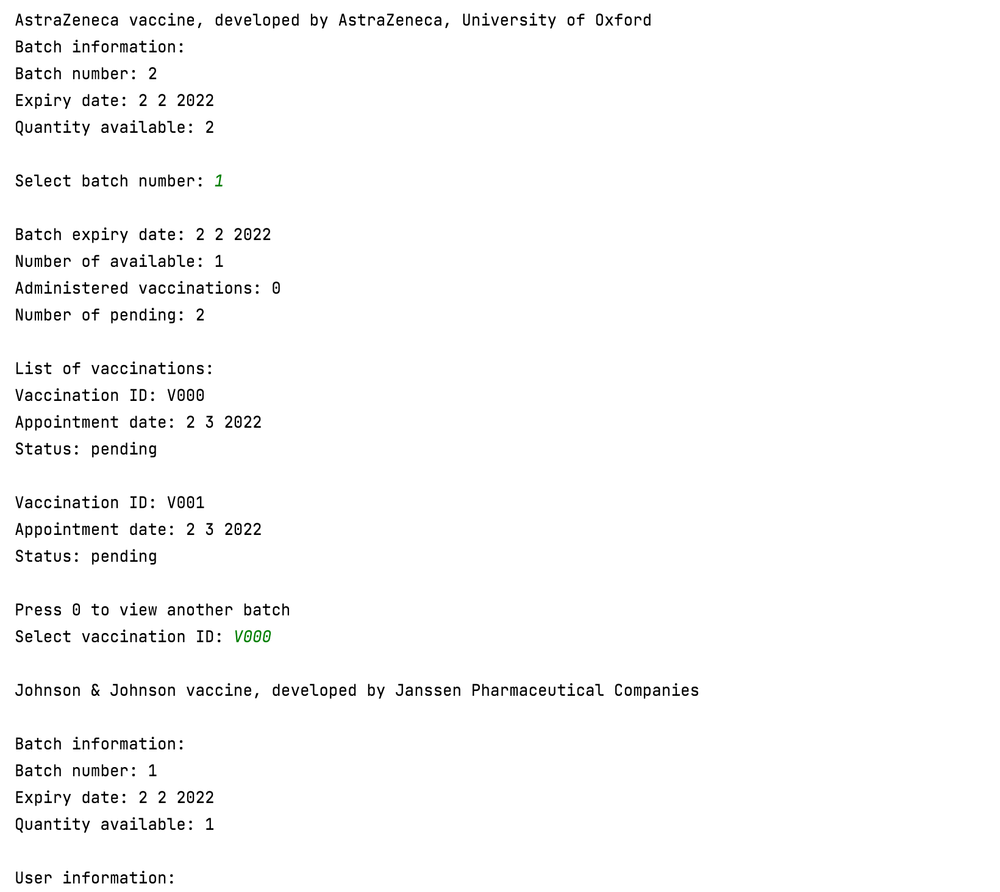 AstraZeneca vaccine, developed by AstraZeneca, University of Oxford
Batch information:
Batch number: 2
Expiry date: 2 2 2022
Quantity available: 2
Select batch number: 1
Batch expiry date: 2 2 2022
Number of available: 1
Administered vaccinations: 0
Number of pending: 2
List of vaccinations:
Vaccination ID: V000
Appointment date: 2 3 2022
Status: pending
Vaccination ID: V001
Appointment date: 2 3 2022
Status: pending
Press 0 to view another batch
Select vaccination ID: V000
Johnson & Johnson vaccine, developed by Janssen Pharmaceutical Companies
Batch information:
Batch number: 1
Expiry date: 2 2 2022
Quantity available: 1
User information: